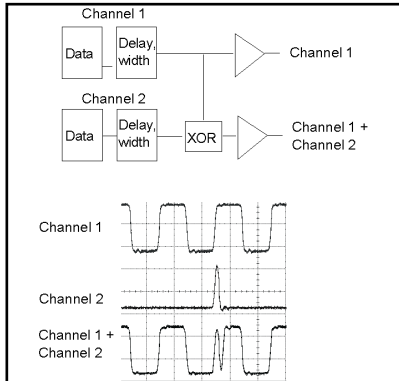 Channel 1
Data
Delay,
width
Channel 1
Channel 2
Data
Delay,
width
XOR
Channel 1 +
Channel 2
Channel 1
Channel 2
Channel 1 +
Channel 2